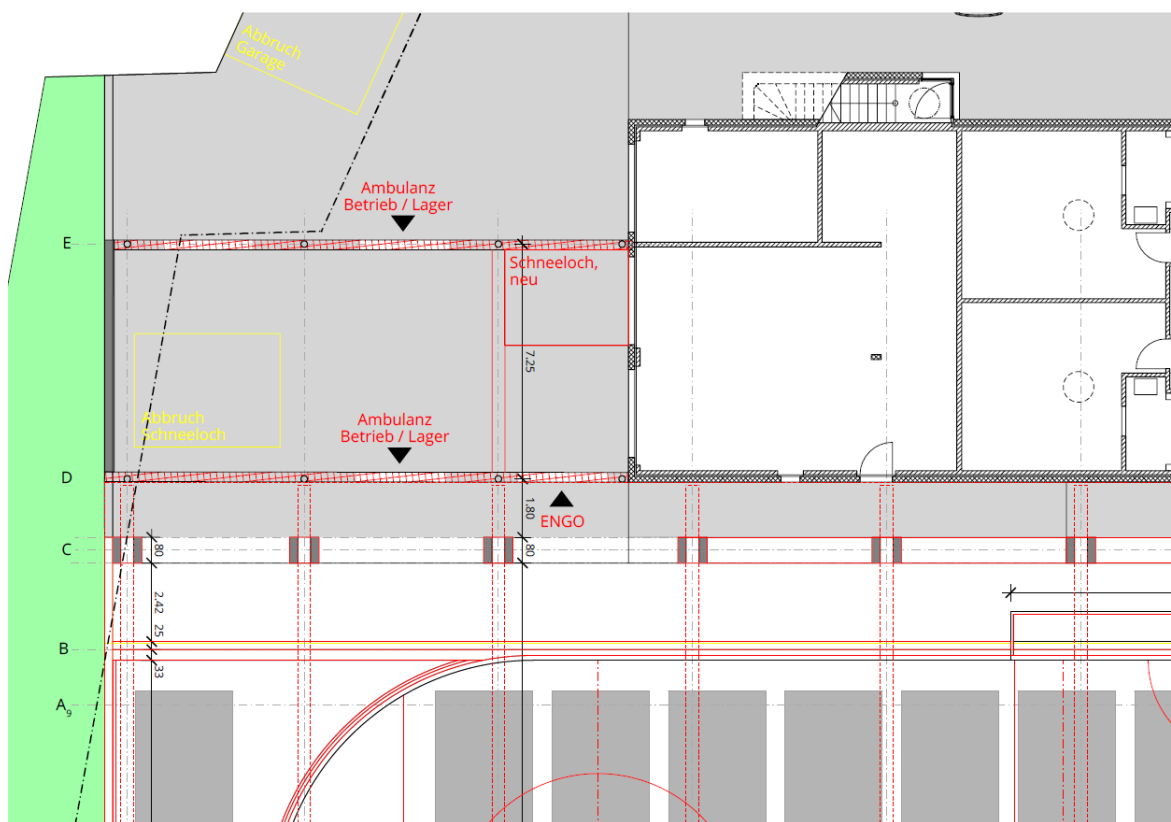 Abbruch
Garage
Ambulanz
Betrieb / Lager
E
Schneeloch,
neu
7.25
Abbruch
Schneeloch
Ambulanz
Betrieb / Lager
D
1.80
ENGO
C
80
80
2.42
25
B
33
A9